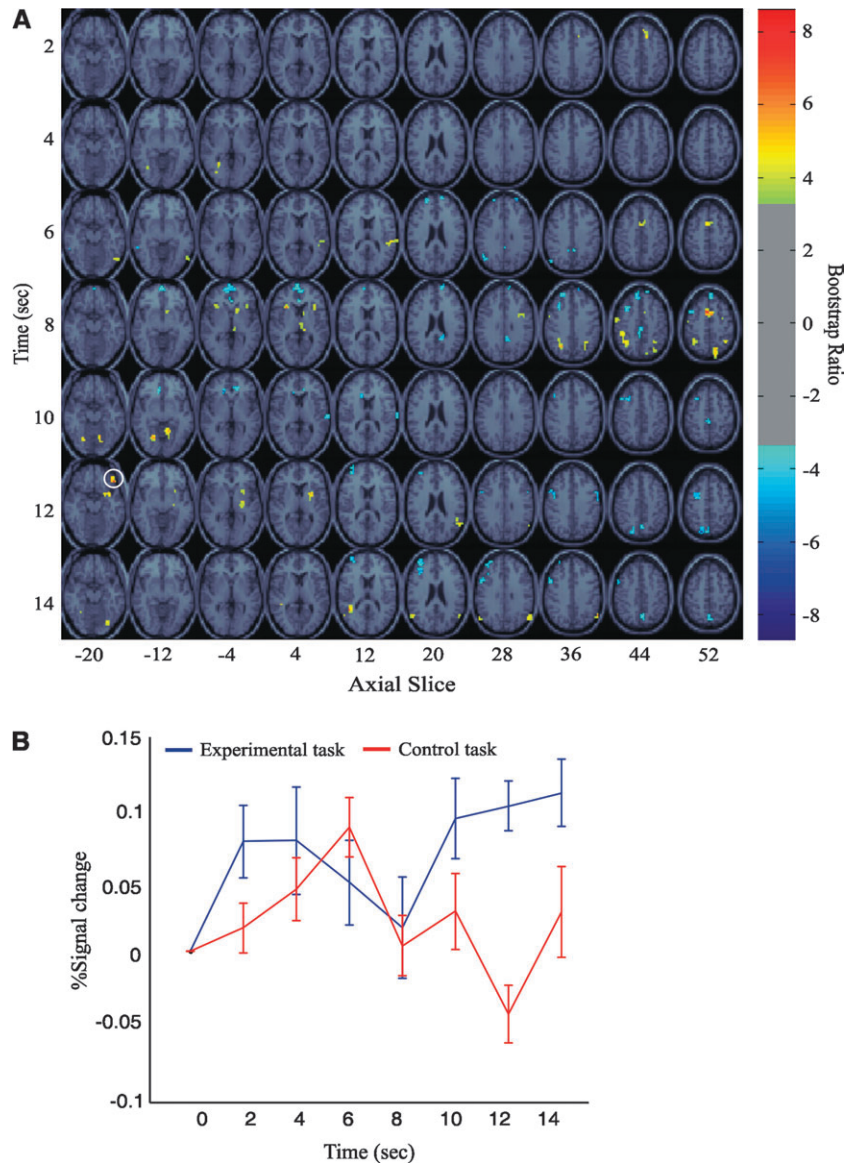 A
2
4
6
8
10
12
14
Time (sec)
-20 -12 -4 4 12 20 28 36 44 52
Axial Slice
8
6
4
2
0
-2
-4
-6
-8
Bootstrap Ratio
B
0.15
0.1
0.05
0
-0.05
-0.1
%Signal change
Experimental task Control task
0 2 4 6 8 10 12 14
Time (sec)